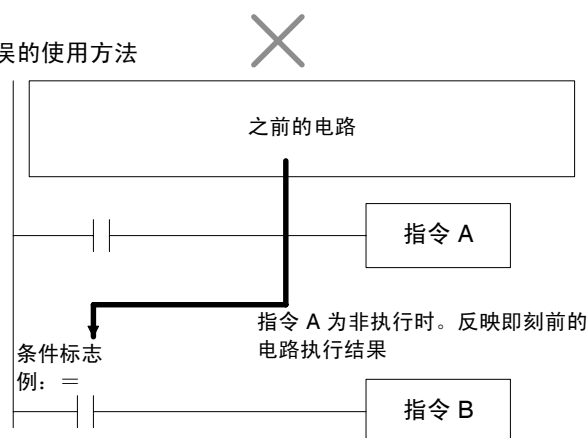 误的使用方法
之前的电路
指令 A
指令 A 为非执行时。反映即刻前的
电路执行结果
条件标志
例：＝
指令 B